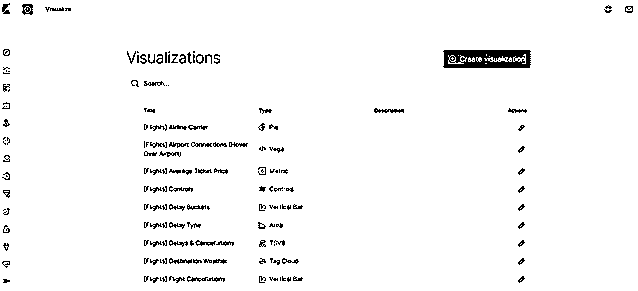 Visualize
Visualizations
Create visualization
Search...
Title Type Description Actions
[Flights] Airline Carrier Pie
[Flights] Airport Connections (Hover
Over Airport) Vega
[Flights] Average Ticket Price Metric
[Flights] Controls Controls
[Flights] Delay Buckets Vertical Bar
[Flights] Delay Type Area
[Flights] Delays & Cancellations TSVB
[Flights] Destination Weather Tag Cloud
[Flights] Flight Cancellations Vertical Bar